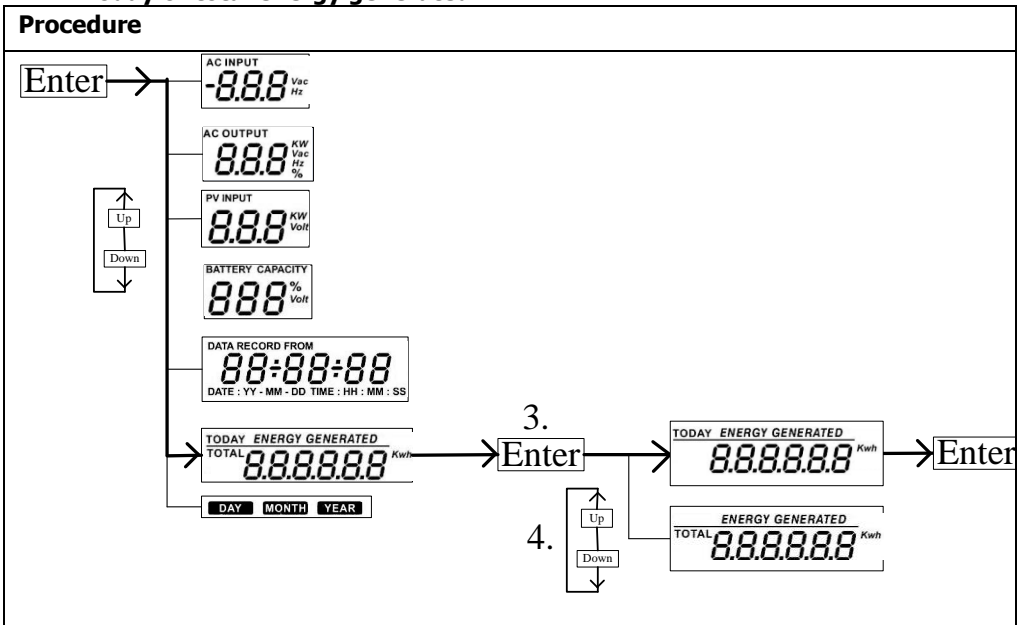 Procedure
Enter
AC INPUT
-8.8.8 Vac
Hz
AC OUTPUT
8.8.8 KW
Vac
Hz
%
PV INPUT
8.8.8 KW
Volt
Up
Down
BATTERY CAPACITY
888 %
Volt
DATA RECORD FROM
88:88:88
DATE : YY - MM - DD TIME : HH : MM : SS
TODAY ENERGY GENERATED
TOTAL 8.8.8.8.8.8 Kwh
DAY MONTH YEAR
3.
Enter
4.
Up
Down
TODAY ENERGY GENERATED
8.8.8.8.8.8 Kwh
Enter
ENERGY GENERATED
TOTAL 8.8.8.8.8.8 Kwh